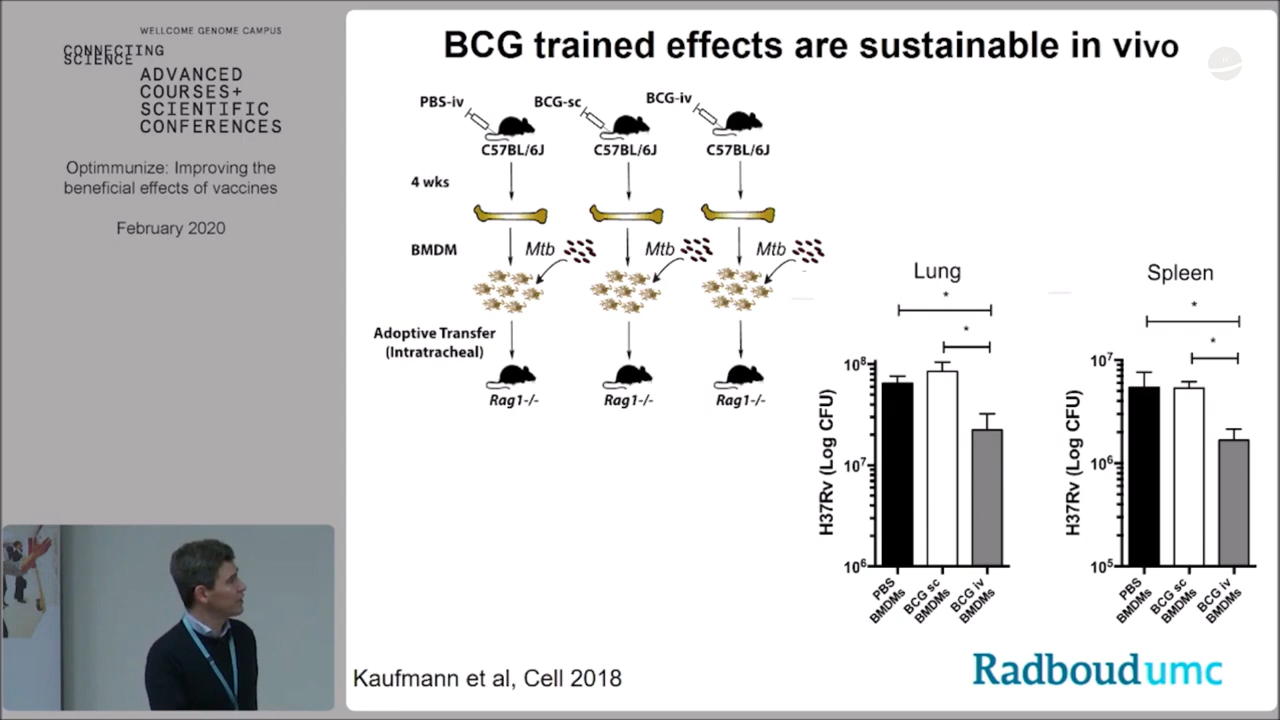 WELLCOME GENOME CAMPUS
CONNECTING
SCIENCE
ADVANCED
COURSES+
SCIENTIFIC
CONFERENCES
Optimmunize: Improving the
beneficial effects of vaccines
February 2020
BCG trained effects are sustainable in vivo
PBS-iv
BCG-sc
BCG-iv
C57BL/6J
C57BL/6J
C57BL/6J
4 wks
BMDM
Mtb
Mtb
Mtb
Adoptive Transfer
(Intratracheal)
Rag1-/-
Rag1-/-
Rag1-/-
Lung
*
*
H37Rv (Log CFU)
10⁸
10⁷
10⁶
PBS
BMDMs
BCG sc
BMDMs
BCG iv
BMDMs
Spleen
*
*
H37Rv (Log CFU)
10⁷
10⁶
10⁵
PBS
BMDMs
BCG sc
BMDMs
BCG iv
BMDMs
Kaufmann et al, Cell 2018
Radboudumc